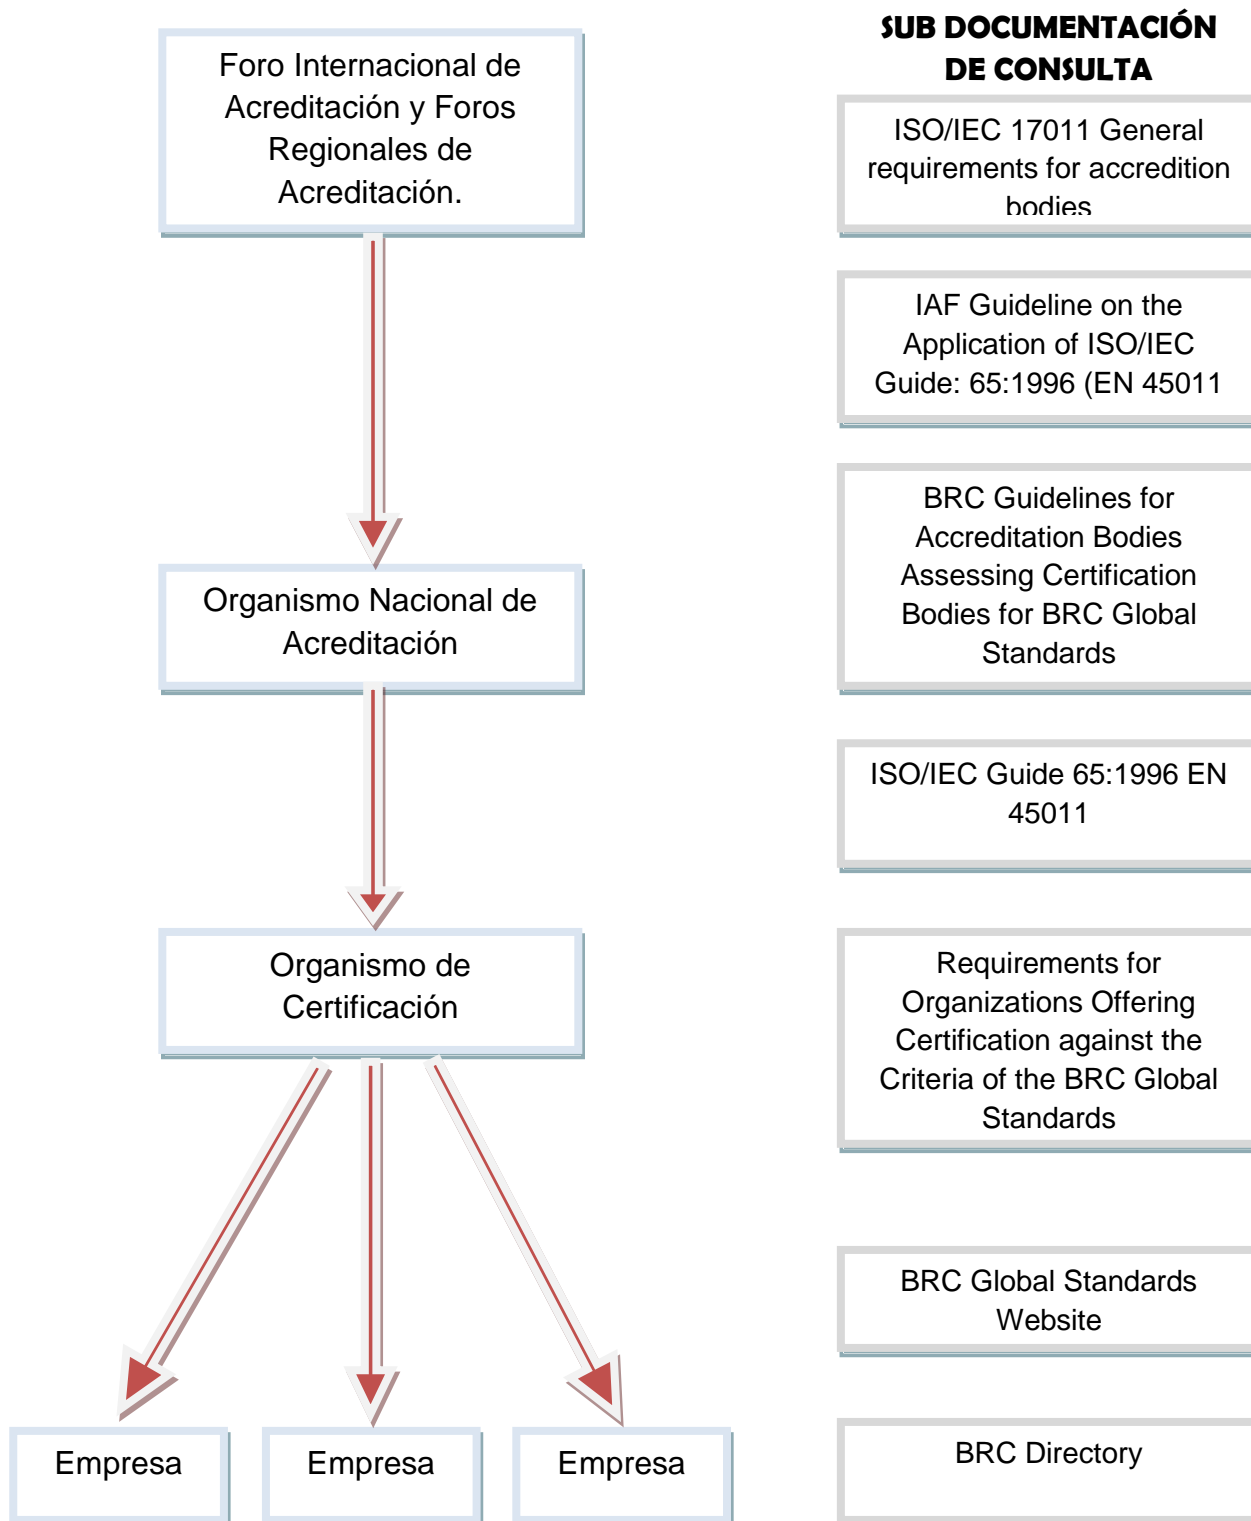 SUB DOCUMENTACIÓN
DE CONSULTA
Foro Internacional de
Acreditación y Foros
Regionales de
Acreditación.
ISO/IEC 17011 General
requirements for accredition
bodies
IAF Guideline on the
Application of ISO/IEC
Guide: 65:1996 (EN 45011
BRC Guidelines for
Accreditation Bodies
Assessing Certification
Bodies for BRC Global
Standards
Organismo Nacional de
Acreditación
ISO/IEC Guide 65:1996 EN
45011
Organismo de
Certificación
Requirements for
Organizations Offering
Certification against the
Criteria of the BRC Global
Standards
BRC Global Standards
Website
Empresa
Empresa
Empresa
BRC Directory